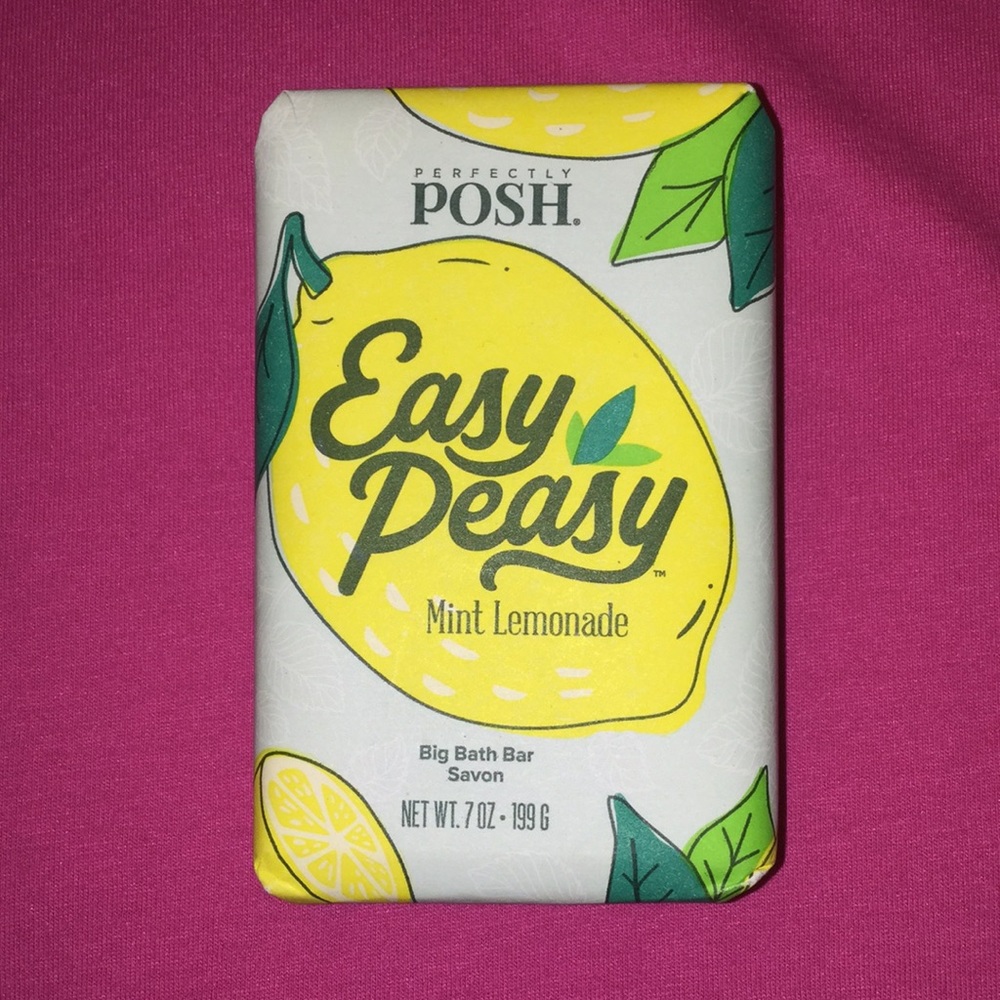 PERFECTLY
POSH®
Easy
Peasy™
Mint Lemonade
Big Bath Bar
Savon
NET WT. 7 OZ • 199 G